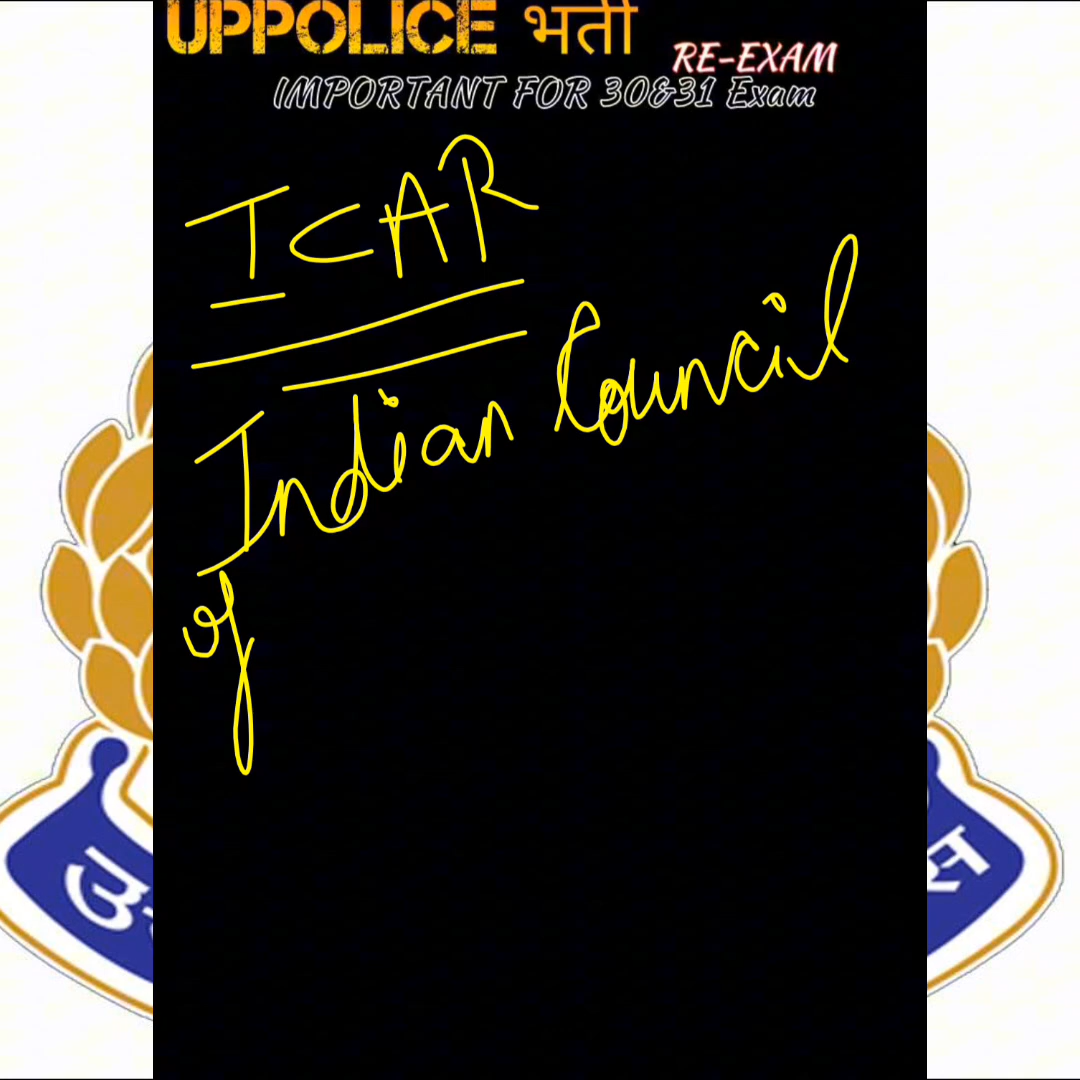 UPPOLICE भर्ती
RE-EXAM
IMPORTANT FOR 30&31 Exam
ICAR
Indian Council
of